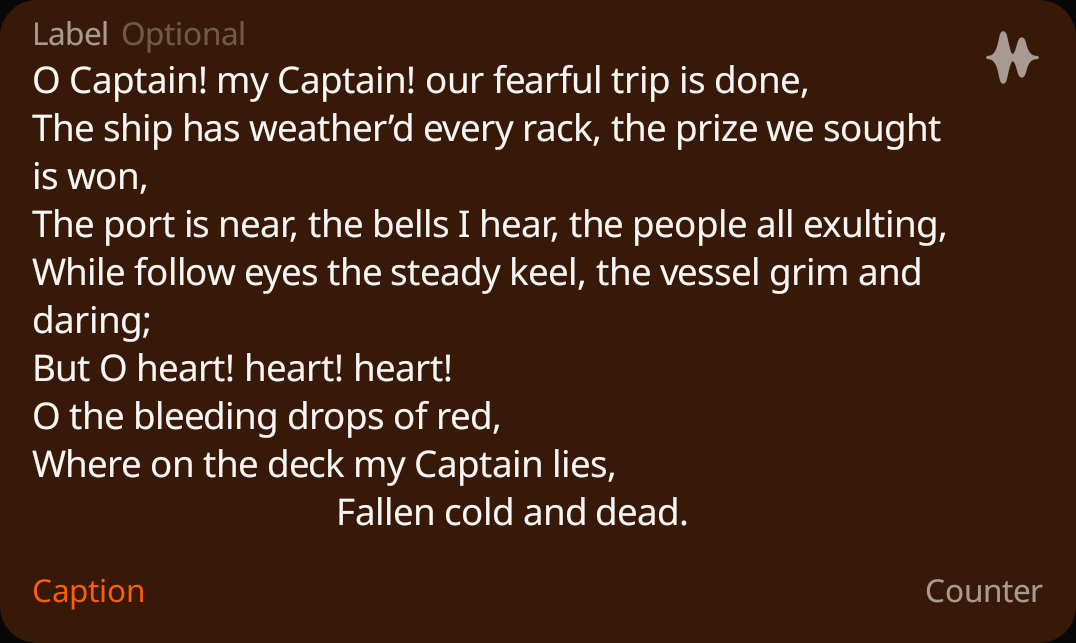 Label Optional
O Captain! my Captain! our fearful trip is done,
The ship has weather’d every rack, the prize we sought
is won,
The port is near, the bells I hear, the people all exulting,
While follow eyes the steady keel, the vessel grim and
daring;
But O heart! heart! heart!
O the bleeding drops of red,
Where on the deck my Captain lies,
Fallen cold and dead.
Caption Counter